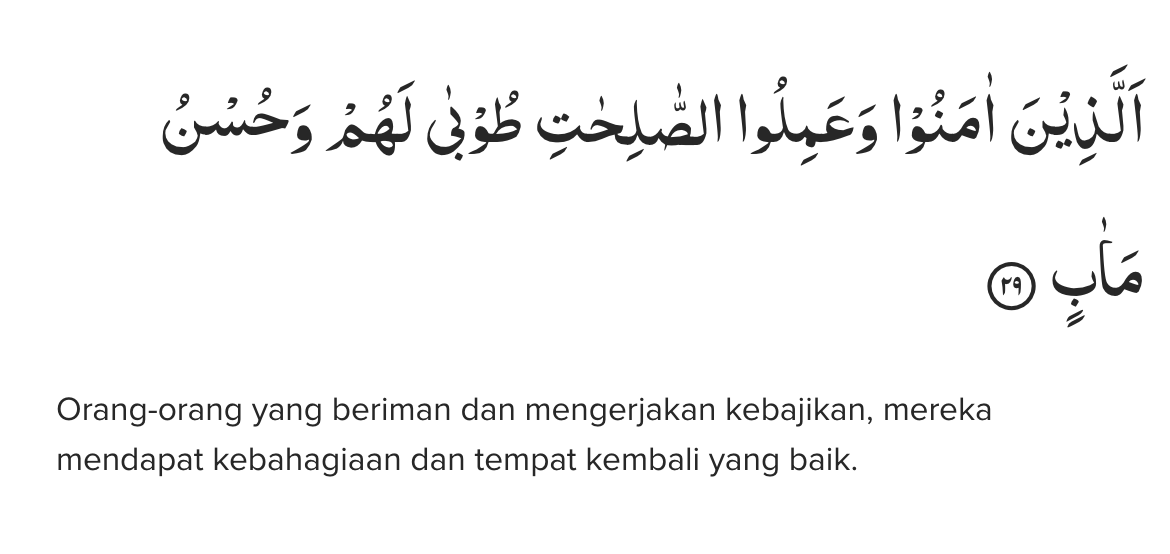 اَلَّذِيْنَ اٰمَنُوْا وَعَمِلُوا الصّٰلِحٰتِ طُوْبٰى لَهُمْ وَحُسْنُ
مَاٰبٍ ۝٢٩
Orang-orang yang beriman dan mengerjakan kebajikan, mereka
mendapat kebahagiaan dan tempat kembali yang baik.